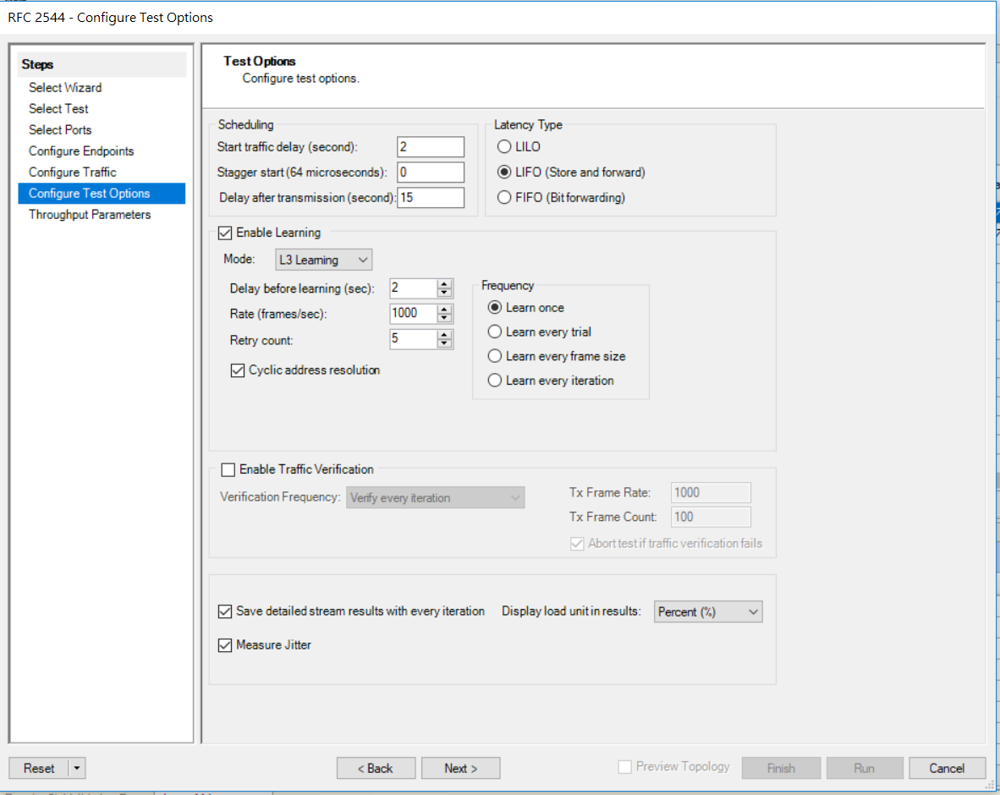 RFC 2544 - Configure Test Options
Steps
Select Wizard
Select Test
Select Ports
Configure Endpoints
Configure Traffic
Configure Test Options
Throughput Parameters
Test Options
Configure test options.
Scheduling
Start traffic delay (second): 2
Stagger start (64 microseconds): 0
Delay after transmission (second): 15
Latency Type
LILO
LIFO (Store and forward)
FIFO (Bit forwarding)
Enable Learning
Mode: L3 Learning
Delay before learning (sec): 2
Rate (frames/sec): 1000
Retry count: 5
Cyclic address resolution
Frequency
Learn once
Learn every trial
Learn every frame size
Learn every iteration
Enable Traffic Verification
Verification Frequency: Verify every iteration
Tx Frame Rate: 1000
Tx Frame Count: 100
Abort test if traffic verification fails
Save detailed stream results with every iteration
Display load unit in results: Percent (%)
Measure Jitter
Reset
< Back
Next >
Preview Topology
Finish
Run
Cancel